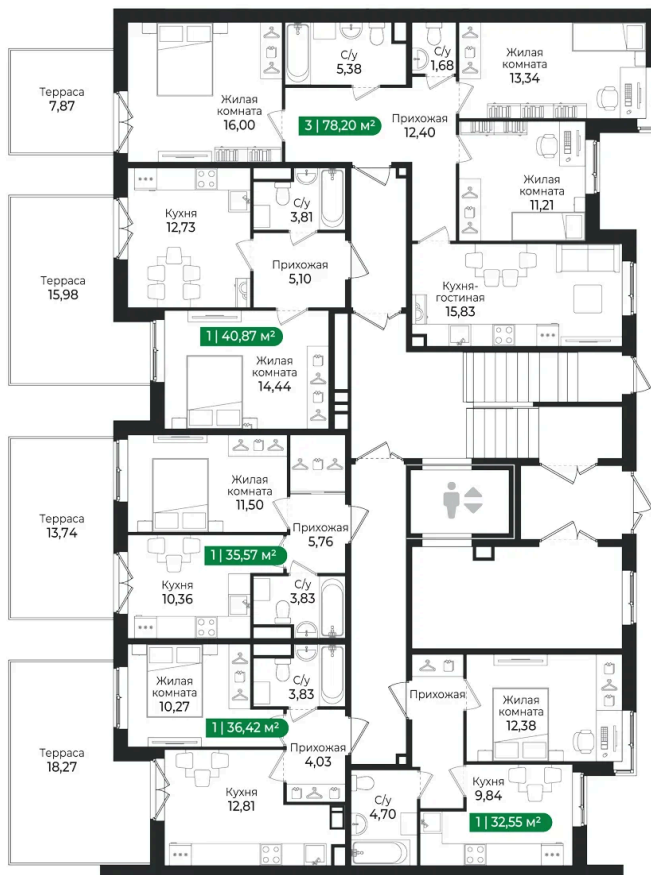 Терраса
7,87
Жилая
комната
16,00
С/у
5,38
С/у
1,68
Жилая
комната
13,34
3 | 78,20 м²
Прихожая
12,40
Жилая
комната
11,21
Кухня
12,73
С/у
3,81
Прихожая
5,10
Терраса
15,98
Кухня-
гостиная
15,83
1 | 40,87 м²
Жилая
комната
14,44
Терраса
13,74
Жилая
комната
11,50
Прихожая
5,76
1 | 35,57 м²
Кухня
10,36
С/у
3,83
Терраса
18,27
Жилая
комната
10,27
С/у
3,83
1 | 36,42 м²
Прихожая
4,03
Кухня
12,81
Прихожая
Жилая
комната
12,38
С/у
4,70
Кухня
9,84
1 | 32,55 м²